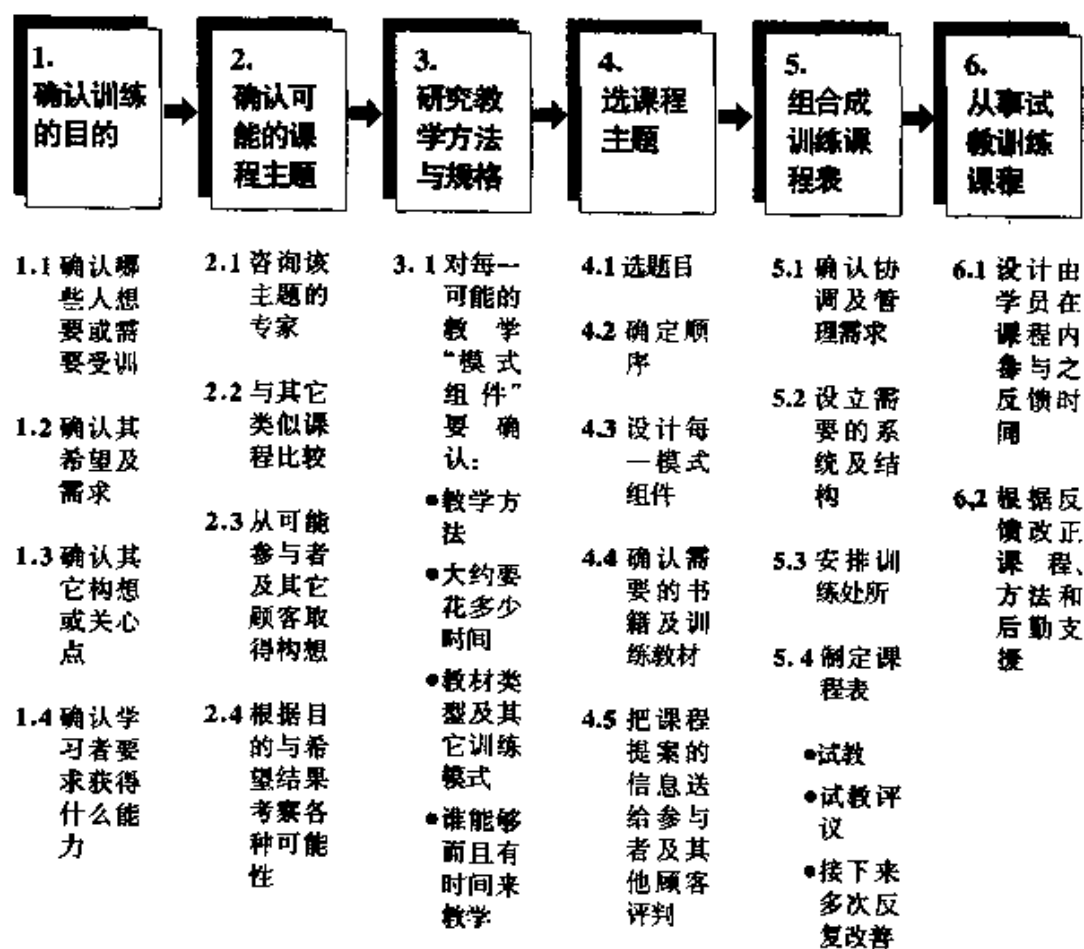 1.
确认训练
的目的
2.
确认可
能的课
程主题
3.
研究教
学方法
与规格
4.
选课程
主题
5.
组合成
训练课
程表
6.
从事试
教训练
课程
1.1 确认哪
些人想
要或需
要受训
1.2 确认其
希望及
需求
1.3 确认其
它构想
或关心
点
1.4 确认学
习者要
求获得
什么能
力
2.1 咨询该
主题的
专家
2.2 与其它
类似课
程比较
2.3 从可能
参与者
及其它
顾客取
得构想
2.4 根据目
的与希
望结果
考察各
种可能
性
3.1 对每一
可能的
教学
“模式
组件”
要确
认：
•教学方
法
•大约要
花多少
时间
•教材类
型及其
它训练
模式
•谁能够
而且有
时间来
教学
4.1 选题目
4.2 确定顺
序
4.3 设计每
一模式
组件
4.4 确认需
要的书
籍及训
练教材
4.5 把课程
提案的
信息送
给参与
者及其
他顾客
评判
5.1 确认协
调及管
理需求
5.2 设立需
要的系
统及结
构
5.3 安排训
练处所
5.4 制定课
程表
•试教
•试教评
议
•接下来
多次反
复改善
6.1 设计由
学员在
课程内
参与之
反馈时
间
6.2 根据反
馈改正
课程、
方法和
后勤支
援